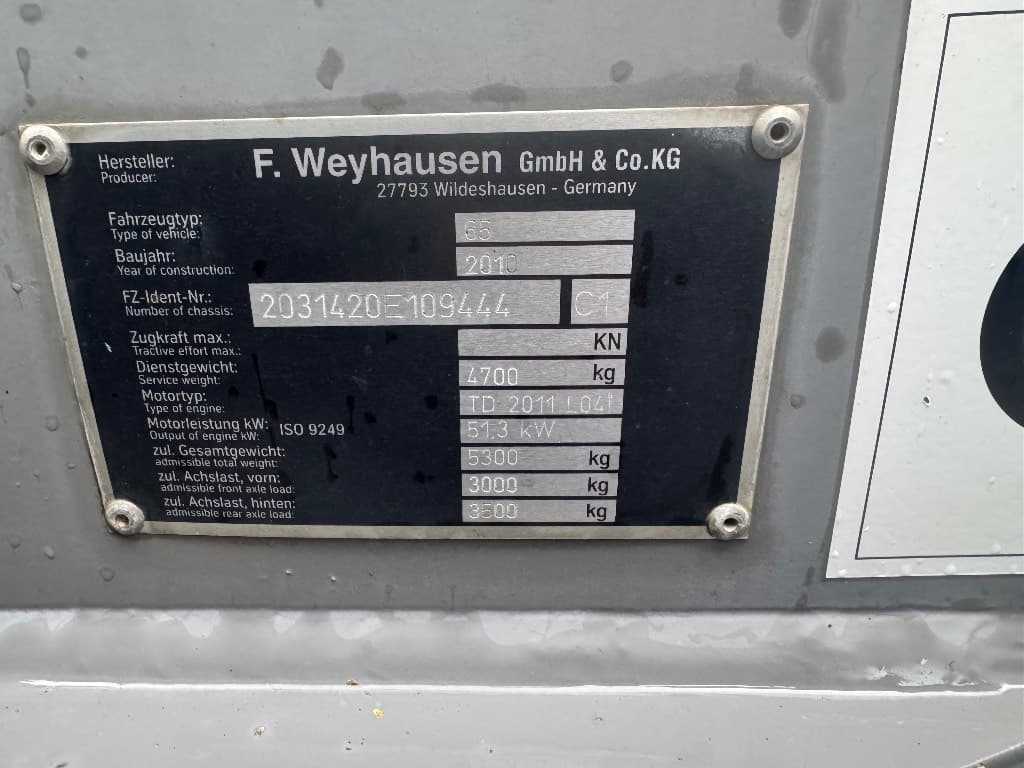 Hersteller: F. Weyhausen GmbH & Co.KG
Producer: 27793 Wildeshausen - Germany
Fahrzeugtyp: 65
Type of vehicle:
Baujahr: 2010
Year of construction:
FZ-Ident-Nr.: 2031420E109444 C1
Number of chassis:
Zugkraft max.: KN
Tractive effort max.:
Dienstgewicht: 4700 kg
Service weight:
Motortyp: TD 2011 L04i
Type of engine:
Motorleistung kW: ISO 9249 51.3 kW
Output of engine kW:
zul. Gesamtgewicht: 5300 kg
admissible total weight:
zul. Achslast, vorn: 3000 kg
admissible front axle load:
zul. Achslast, hinten: 3500 kg
admissible rear axle load: